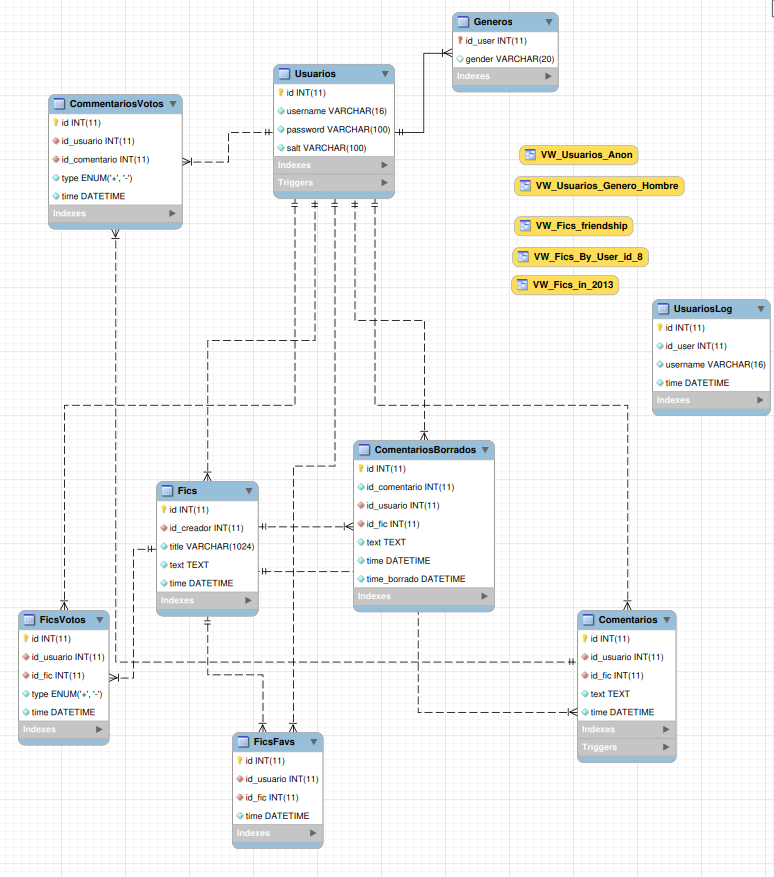 Generos
id_user INT(11)
gender VARCHAR(20)
Indexes
Usuarios
id INT(11)
username VARCHAR(16)
password VARCHAR(100)
salt VARCHAR(100)
Indexes
Triggers
CommentariosVotos
id INT(11)
id_usuario INT(11)
id_comentario INT(11)
type ENUM('+', '-')
time DATETIME
Indexes
VW_Usuarios_Anon
VW_Usuarios_Genero_Hombre
VW_Fics_friendship
VW_Fics_By_User_id_8
VW_Fics_in_2013
UsuariosLog
id INT(11)
id_user INT(11)
username VARCHAR(16)
time DATETIME
Indexes
ComentariosBorrados
id INT(11)
id_comentario INT(11)
id_usuario INT(11)
id_fic INT(11)
text TEXT
time DATETIME
time_borrado DATETIME
Indexes
Fics
id INT(11)
id_creador INT(11)
title VARCHAR(1024)
text TEXT
time DATETIME
Indexes
FicsVotos
id INT(11)
id_usuario INT(11)
id_fic INT(11)
type ENUM('+', '-')
time DATETIME
Indexes
Comentarios
id INT(11)
id_usuario INT(11)
id_fic INT(11)
text TEXT
time DATETIME
Indexes
Triggers
FicsFavs
id INT(11)
id_usuario INT(11)
id_fic INT(11)
time DATETIME
Indexes